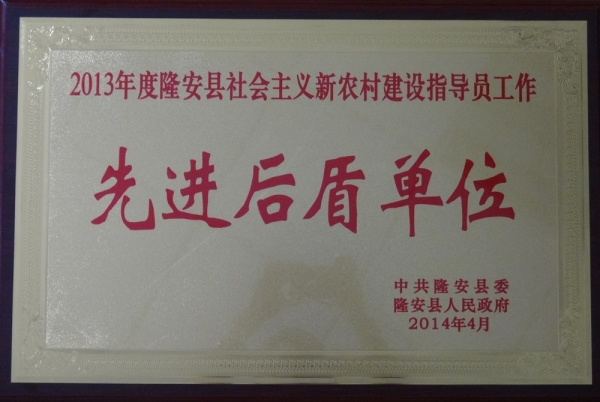 2013年度隆安县社会主义新农村建设指导员工作
先进后盾单位
中共隆安县委
隆安县人民政府
2014年4月